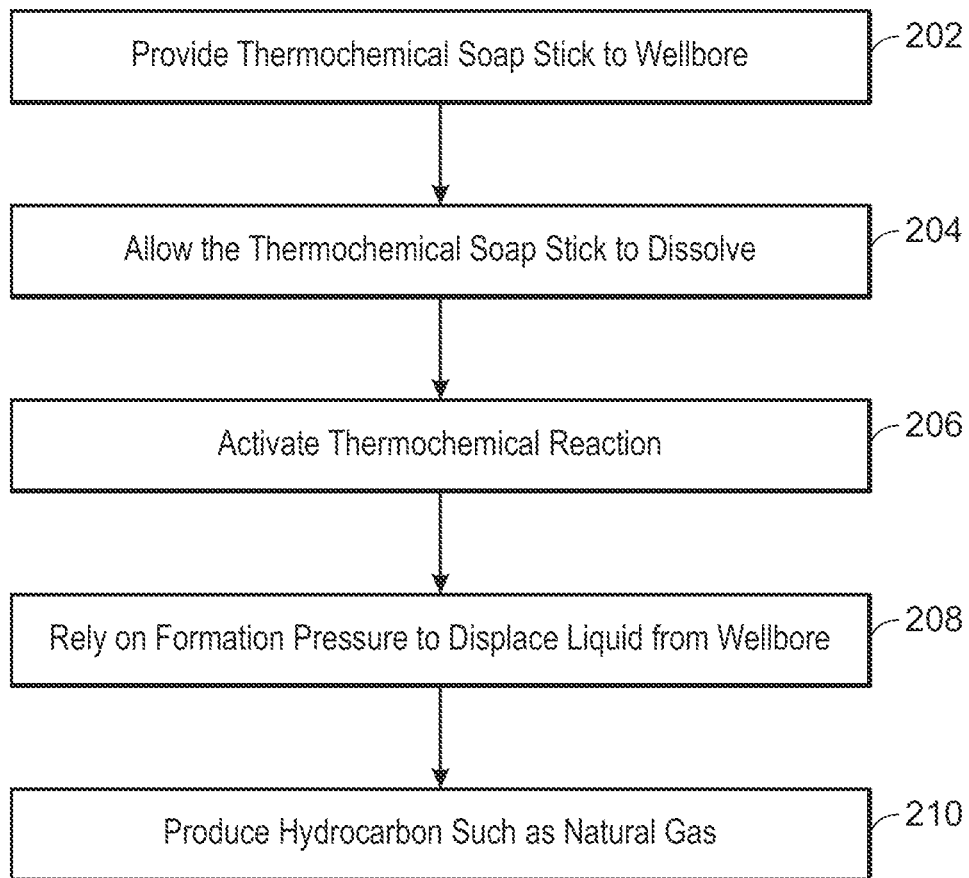 Provide Thermochemical Soap Stick to Wellbore
202
Allow the Thermochemical Soap Stick to Dissolve
204
Activate Thermochemical Reaction
206
Rely on Formation Pressure to Displace Liquid from Wellbore
208
Produce Hydrocarbon Such as Natural Gas
210